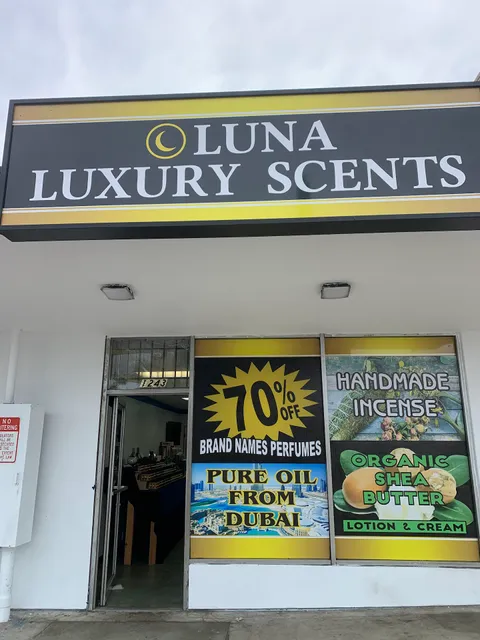 LUNA
LUXURY SCENTS
1243
70% OFF
BRAND NAMES PERFUMES
PURE OIL
FROM
DUBAI
HANDMADE
INCENSE
ORGANIC
SHEA
BUTTER
LOTION & CREAM
NO